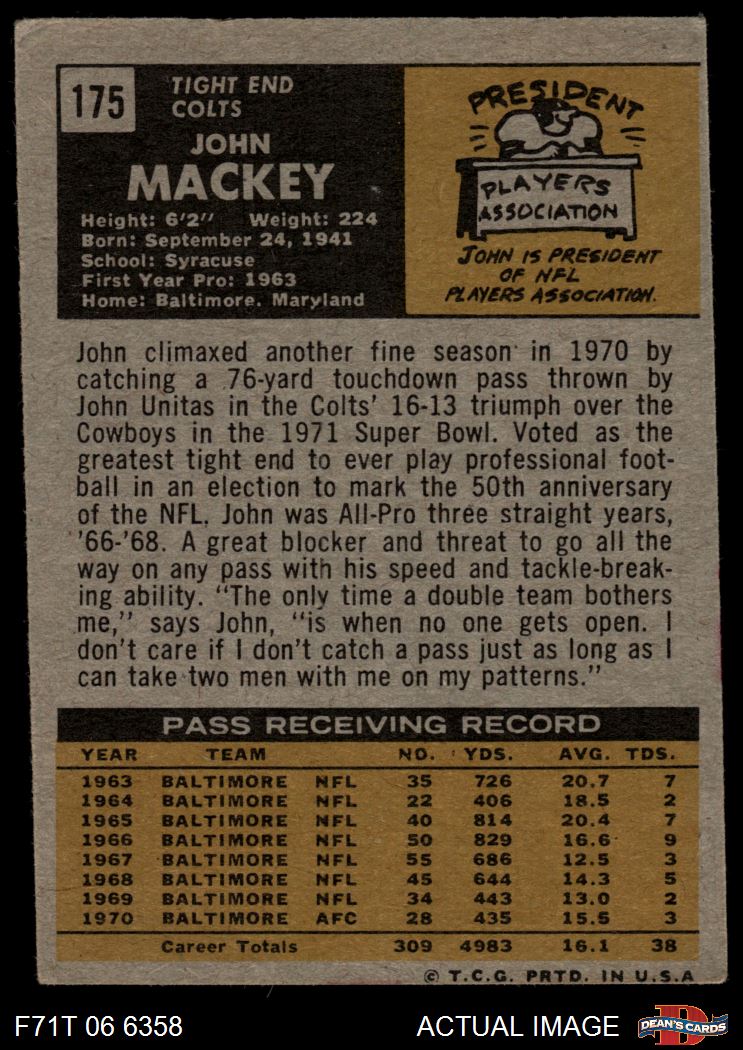 175
TIGHT END
COLTS
JOHN
MACKEY
Height: 6'2" Weight: 224
Born: September 24, 1941
School: Syracuse
First Year Pro: 1963
Home: Baltimore, Maryland
PRESIDENT
PLAYERS
ASSOCIATION
JOHN IS PRESIDENT
OF NFL
PLAYERS ASSOCIATION.
John climaxed another fine season in 1970 by
catching a 76-yard touchdown pass thrown by
John Unitas in the Colts' 16-13 triumph over the
Cowboys in the 1971 Super Bowl. Voted as the
greatest tight end to ever play professional foot-
ball in an election to mark the 50th anniversary
of the NFL, John was All-Pro three straight years,
'66-'68. A great blocker and threat to go all the
way on any pass with his speed and tackle-break-
ing ability. "The only time a double team bothers
me," says John, "is when no one gets open. I
don't care if I don't catch a pass just as long as I
can take two men with me on my patterns."
PASS RECEIVING RECORD
YEAR TEAM NO. YDS. AVG. TDS.
1963 BALTIMORE NFL 35 726 20.7 7
1964 BALTIMORE NFL 22 406 18.5 2
1965 BALTIMORE NFL 40 814 20.4 7
1966 BALTIMORE NFL 50 829 16.6 9
1967 BALTIMORE NFL 55 686 12.5 3
1968 BALTIMORE NFL 45 644 14.3 5
1969 BALTIMORE NFL 34 443 13.0 2
1970 BALTIMORE AFC 28 435 15.5 3
Career Totals 309 4983 16.1 38
© T.C.G. PRTD. IN U.S.A
F71T 06 6358 ACTUAL IMAGE D DEAN'S CARDS